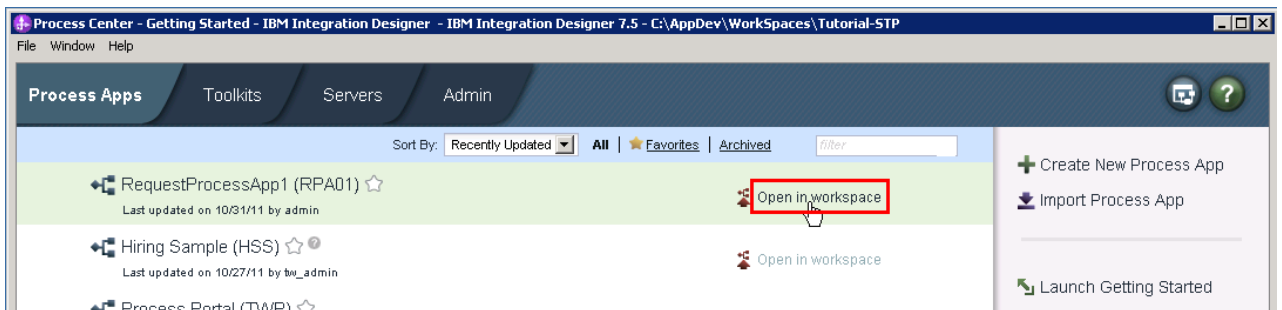 Process Center - Getting Started - IBM Integration Designer - IBM Integration Designer 7.5 - C:\AppDev\WorkSpaces\Tutorial-STP
File Window Help
Process Apps Toolkits Servers Admin
Sort By: Recently Updated All | Favorites | Archived filter
RequestProcessApp1 (RPA01) Open in workspace
Last updated on 10/31/11 by admin
Hiring Sample (HSS) Open in workspace
Last updated on 10/27/11 by tw_admin
Process Portal (TWP)
Create New Process App
Import Process App
Launch Getting Started